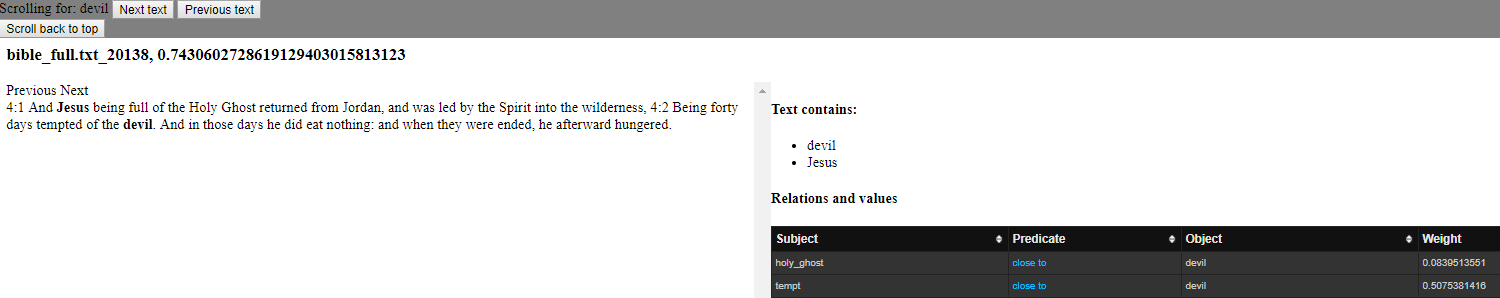 Scrolling for: devil Next text Previous text
Scroll back to top
bible_full.txt_20138, 0.7430602728619129403015813123
Previous Next
4:1 And Jesus being full of the Holy Ghost returned from Jordan, and was led by the Spirit into the wilderness, 4:2 Being forty
days tempted of the devil. And in those days he did eat nothing: and when they were ended, he afterward hungered.
Text contains:
• devil
• Jesus
Relations and values
Subject Predicate Object Weight
holy_ghost close to devil 0.0839513551
tempt close to devil 0.5075381416